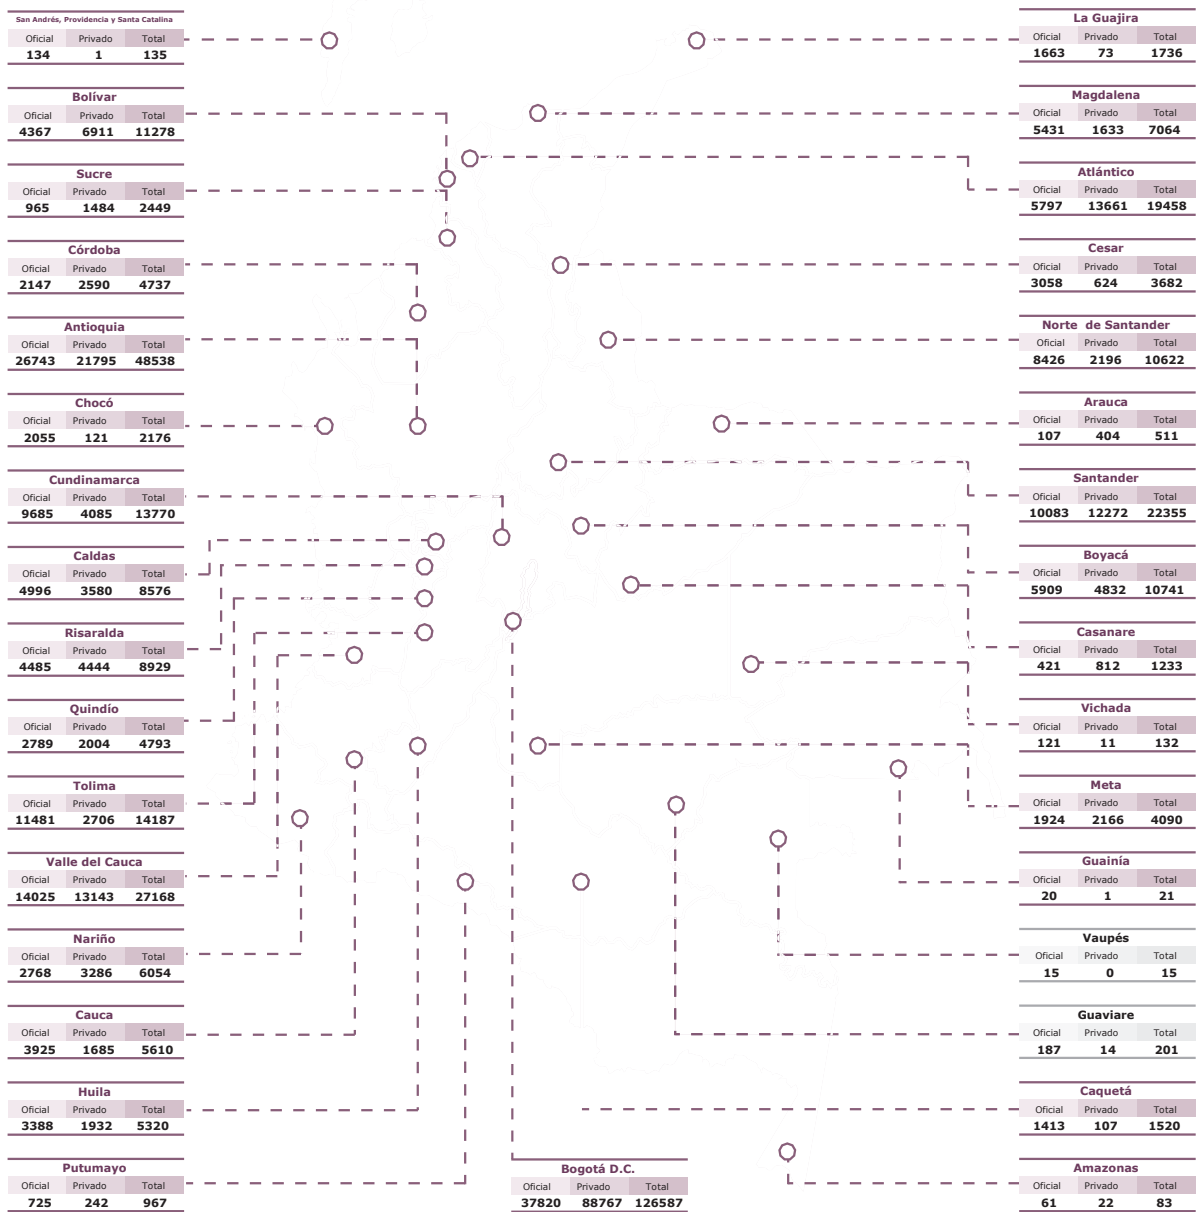 San Andrés, Providencia y Santa Catalina
Oficial Privado Total
134 1 135
Bolívar
Oficial Privado Total
4367 6911 11278
Sucre
Oficial Privado Total
965 1484 2449
Córdoba
Oficial Privado Total
2147 2590 4737
Antioquia
Oficial Privado Total
26743 21795 48538
Chocó
Oficial Privado Total
2055 121 2176
Cundinamarca
Oficial Privado Total
9685 4085 13770
Caldas
Oficial Privado Total
4996 3580 8576
Risaralda
Oficial Privado Total
4485 4444 8929
Quindío
Oficial Privado Total
2789 2004 4793
Tolima
Oficial Privado Total
11481 2706 14187
Valle del Cauca
Oficial Privado Total
14025 13143 27168
Nariño
Oficial Privado Total
2768 3286 6054
Cauca
Oficial Privado Total
3925 1685 5610
Huila
Oficial Privado Total
3388 1932 5320
Putumayo
Oficial Privado Total
725 242 967
Bogotá D.C.
Oficial Privado Total
37820 88767 126587
La Guajira
Oficial Privado Total
1663 73 1736
Magdalena
Oficial Privado Total
5431 1633 7064
Atlántico
Oficial Privado Total
5797 13661 19458
Cesar
Oficial Privado Total
3058 624 3682
Norte de Santander
Oficial Privado Total
8426 2196 10622
Arauca
Oficial Privado Total
107 404 511
Santander
Oficial Privado Total
10083 12272 22355
Boyacá
Oficial Privado Total
5909 4832 10741
Casanare
Oficial Privado Total
421 812 1233
Vichada
Oficial Privado Total
121 11 132
Meta
Oficial Privado Total
1924 2166 4090
Guainía
Oficial Privado Total
20 1 21
Vaupés
Oficial Privado Total
15 0 15
Guaviare
Oficial Privado Total
187 14 201
Caquetá
Oficial Privado Total
1413 107 1520
Amazonas
Oficial Privado Total
61 22 83